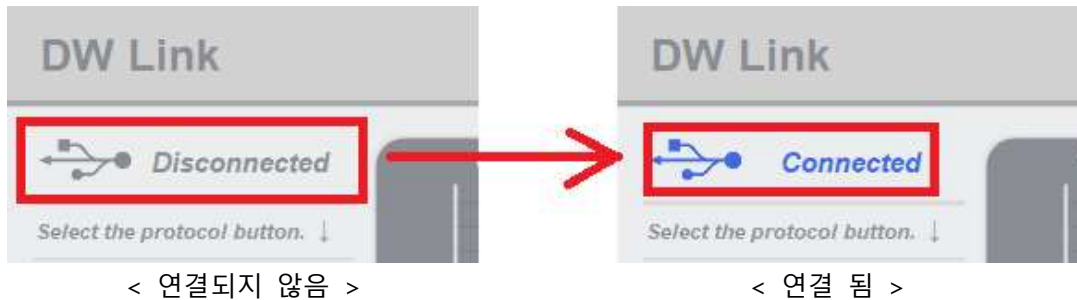 DW Link
Disconnected
Select the protocol button. ↓
< 연결되지 않음 >
DW Link
Connected
Select the protocol button. ↓
< 연결 됨 >